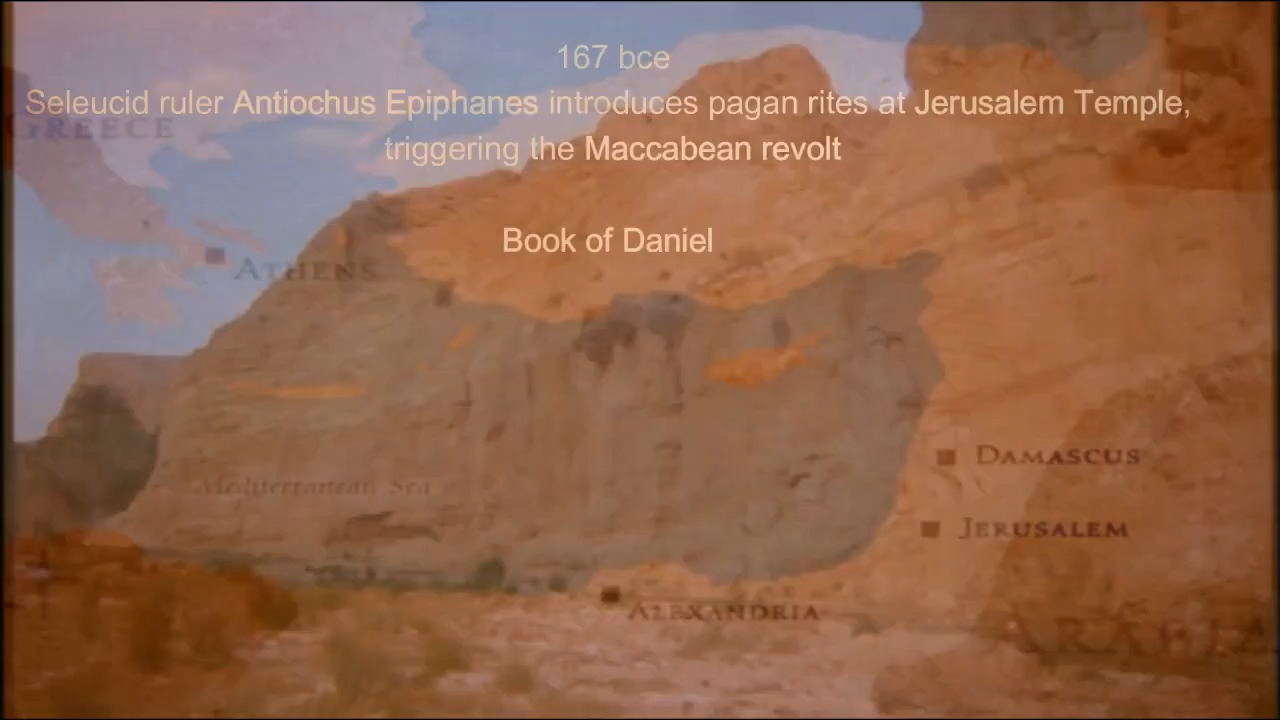 167 bce
Seleucid ruler Antiochus Epiphanes introduces pagan rites at Jerusalem Temple,
triggering the Maccabean revolt
GREECE
Book of Daniel
ATHENS
DAMASCUS
Mediterranean Sea
JERUSALEM
ALEXANDRIA
ARABIA